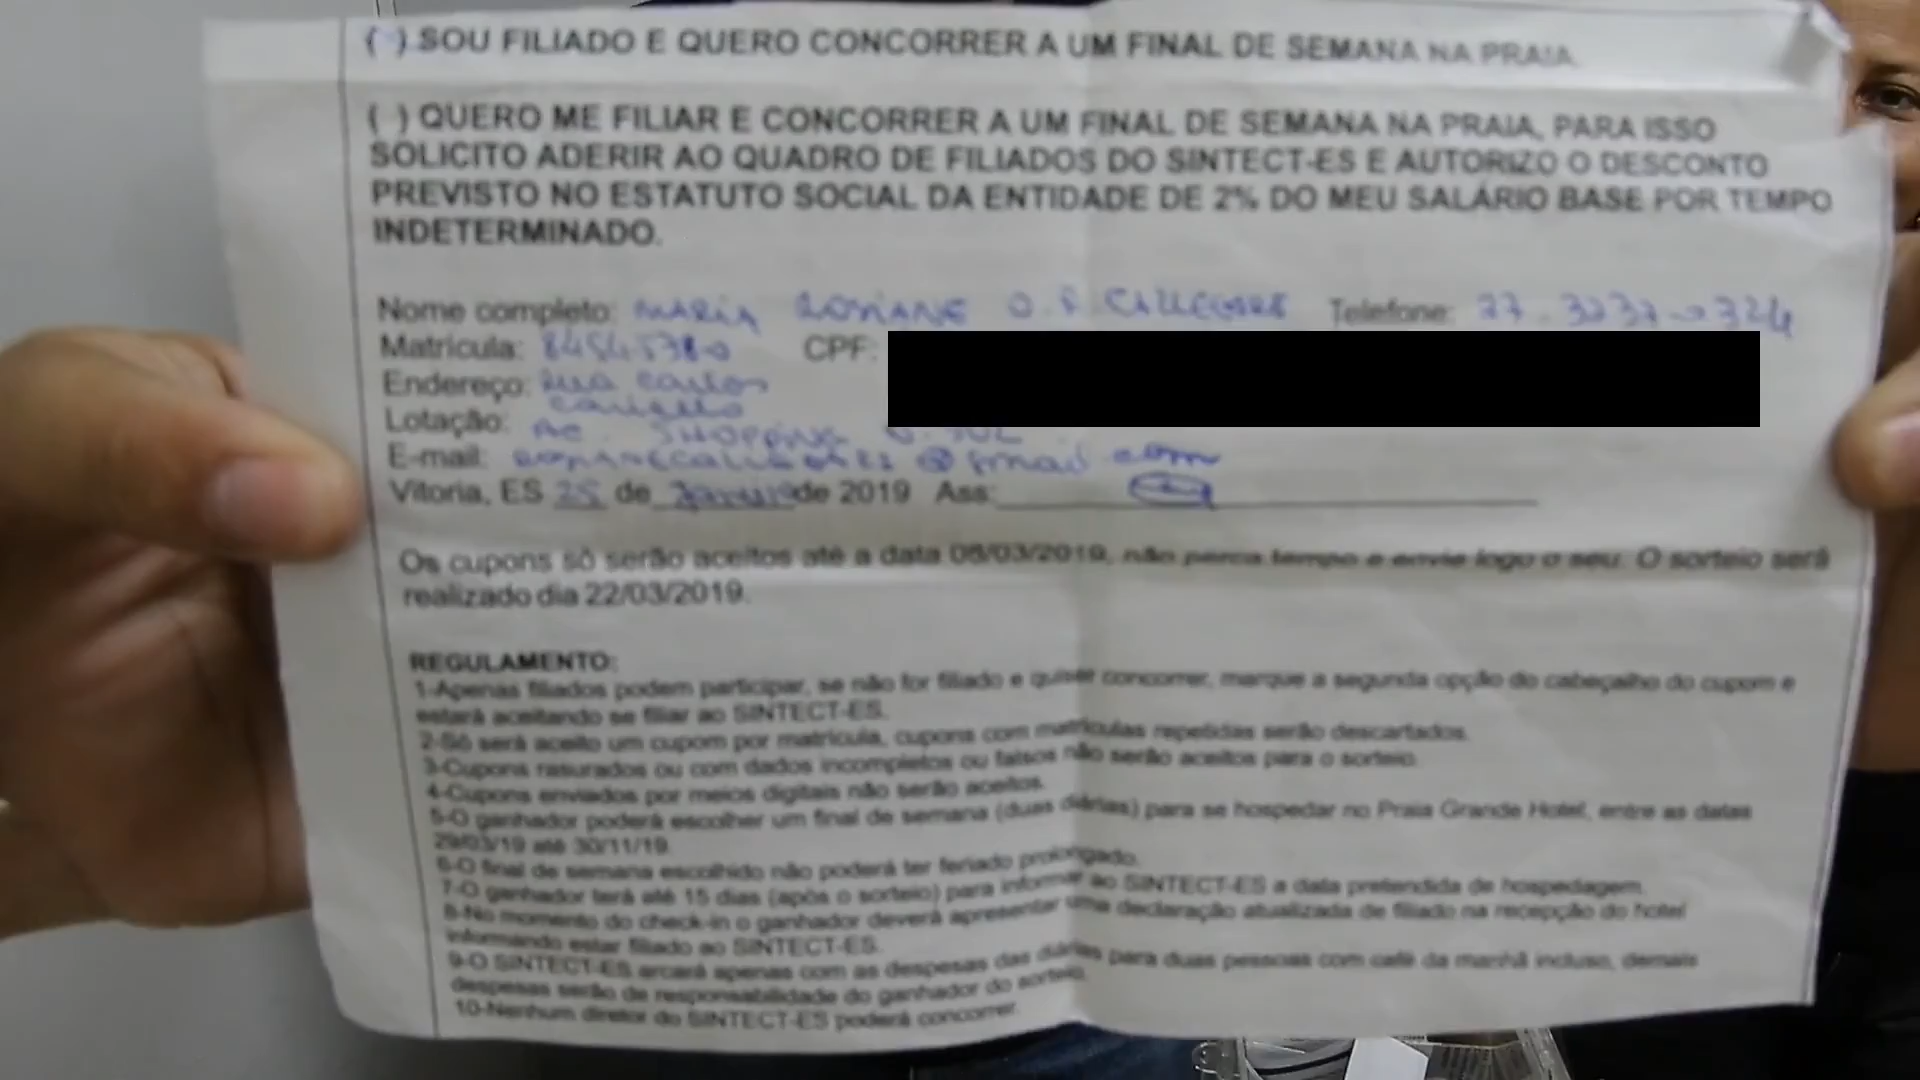 ( ) SOU FILIADO E QUERO CONCORRER A UM FINAL DE SEMANA NA PRAIA
( ) QUERO ME FILIAR E CONCORRER A UM FINAL DE SEMANA NA PRAIA, PARA ISSO
SOLICITO ADERIR AO QUADRO DE FILIADOS DO SINTECT-ES E AUTORIZO O DESCONTO
PREVISTO NO ESTATUTO SOCIAL DA ENTIDADE DE 2% DO MEU SALÁRIO BASE POR TEMPO
INDETERMINADO.
Nome completo: MARIA Telefone:
Matrícula: CPF:
Endereço: Rua Carlos
Lotação: AC. SHOPPING
E-mail: @gmail com
Vitoria, ES 25 de Janeiro de 2019 Ass:
Os cupons só serão aceitos até a data 08/03/2019, não perca tempo e envie logo o seu. O sorteio será
realizado dia 22/03/2019.
REGULAMENTO:
1-Apenas filiados podem participar, se não for filiado e quiser concorrer, marque a segunda opção do cabeçalho do cupom e
estará aceitando se filiar ao SINTECT-ES.
2-Só será aceito um cupom por matrícula, cupons com matrículas repetidas serão descartados.
3-Cupons rasurados ou com dados incompletos ou falsos não serão aceitos para o sorteio.
4-Cupons enviados por meios digitais não serão aceitos.
5-O ganhador poderá escolher um final de semana (duas diárias) para se hospedar no Praia Grande Hotel, entre as datas
29/03/19 até 30/11/19.
6-O final de semana escolhido não poderá ter feriado prolongado.
7-O ganhador terá até 15 dias (após o sorteio) para informar ao SINTECT-ES a data pretendida de hospedagem.
8-No momento do check-in o ganhador deverá apresentar uma declaração atualizada de filiado na recepção do hotel
informando estar filiado ao SINTECT-ES.
9-O SINTECT-ES arcará apenas com as despesas das diárias para duas pessoas com café da manhã incluso, demais
despesas serão de responsabilidade do ganhador do sorteio.
10-Nenhum diretor do SINTECT-ES poderá concorrer.